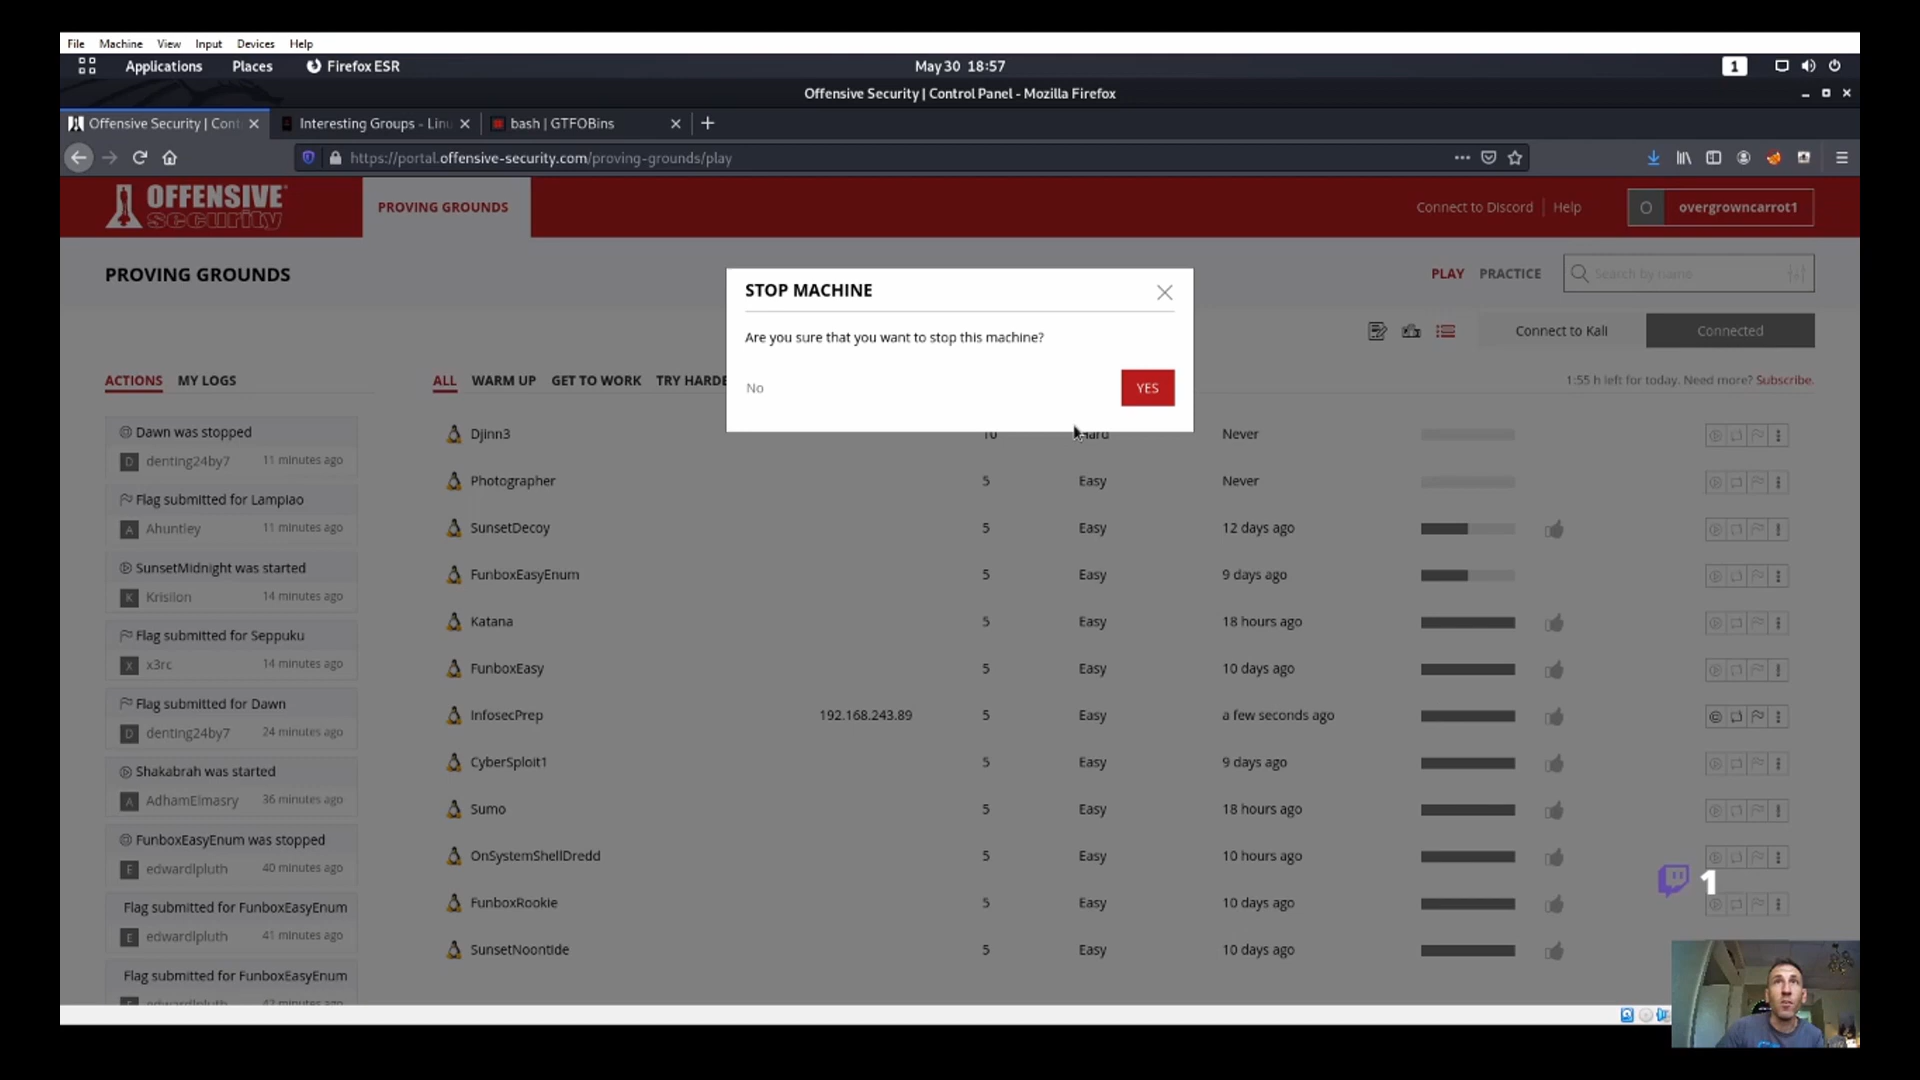 File Machine View Input Devices Help
Applications Places Firefox ESR May 30 18:57 1
Offensive Security | Control Panel - Mozilla Firefox
Offensive Security | Cont Interesting Groups - Linu bash | GTFOBins
https://portal.offensive-security.com/proving-grounds/play
OFFENSIVE security PROVING GROUNDS Connect to Discord Help O overgrowncarrot1
PROVING GROUNDS PLAY PRACTICE Search by name
STOP MACHINE
Are you sure that you want to stop this machine?
No YES
Connect to Kali Connected
ACTIONS MY LOGS ALL WARM UP GET TO WORK TRY HARDE 1:55 h left for today. Need more? Subscribe.
Dawn was stopped
D denting24by7 11 minutes ago
Flag submitted for Lampiao
A Ahuntley 11 minutes ago
SunsetMidnight was started
K Krisilon 14 minutes ago
Flag submitted for Seppuku
X x3rc 14 minutes ago
Flag submitted for Dawn
D denting24by7 24 minutes ago
Shakabrah was started
A AdhamElmasry 36 minutes ago
FunboxEasyEnum was stopped
E edwardlpluth 40 minutes ago
Flag submitted for FunboxEasyEnum
E edwardlpluth 41 minutes ago
Flag submitted for FunboxEasyEnum
Djinn3 10 Hard Never
Photographer 5 Easy Never
SunsetDecoy 5 Easy 12 days ago
FunboxEasyEnum 5 Easy 9 days ago
Katana 5 Easy 18 hours ago
FunboxEasy 5 Easy 10 days ago
InfosecPrep 192.168.243.89 5 Easy a few seconds ago
CyberSploit1 5 Easy 9 days ago
Sumo 5 Easy 18 hours ago
OnSystemShellDredd 5 Easy 10 hours ago
FunboxRookie 5 Easy 10 days ago
SunsetNoontide 5 Easy 10 days ago
1